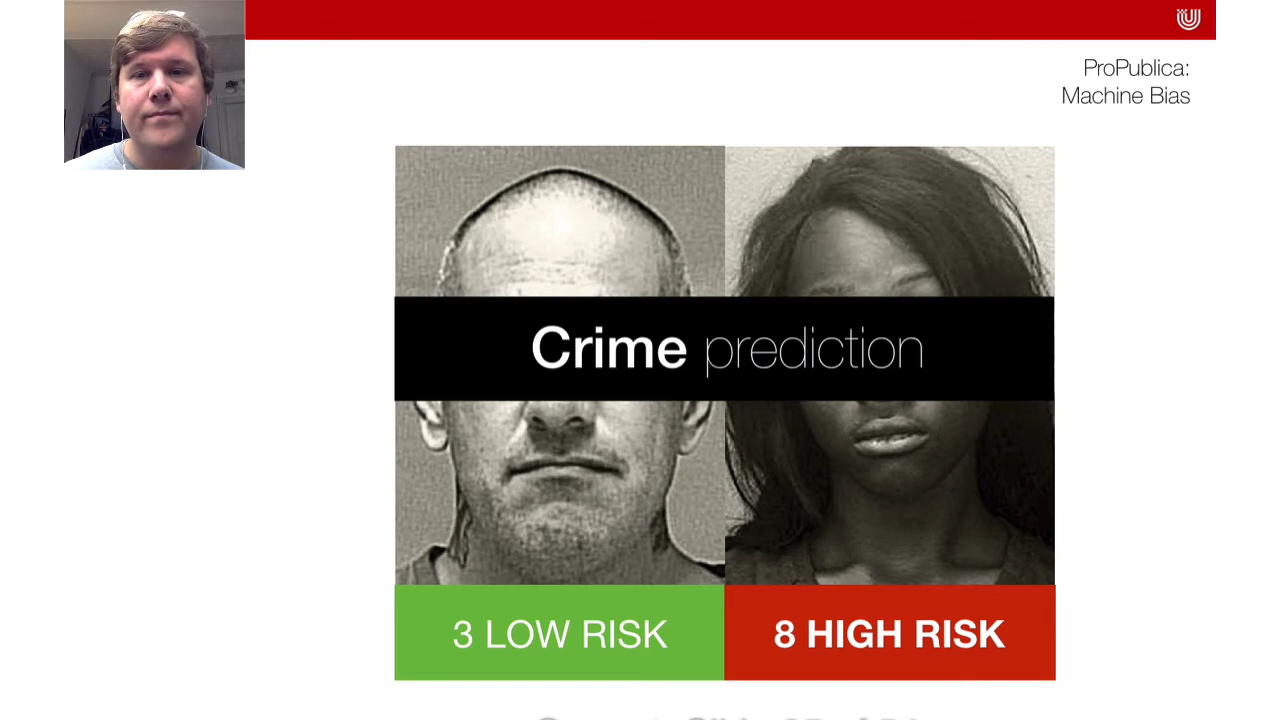 ProPublica:
Machine Bias
Crime prediction
3 LOW RISK
8 HIGH RISK